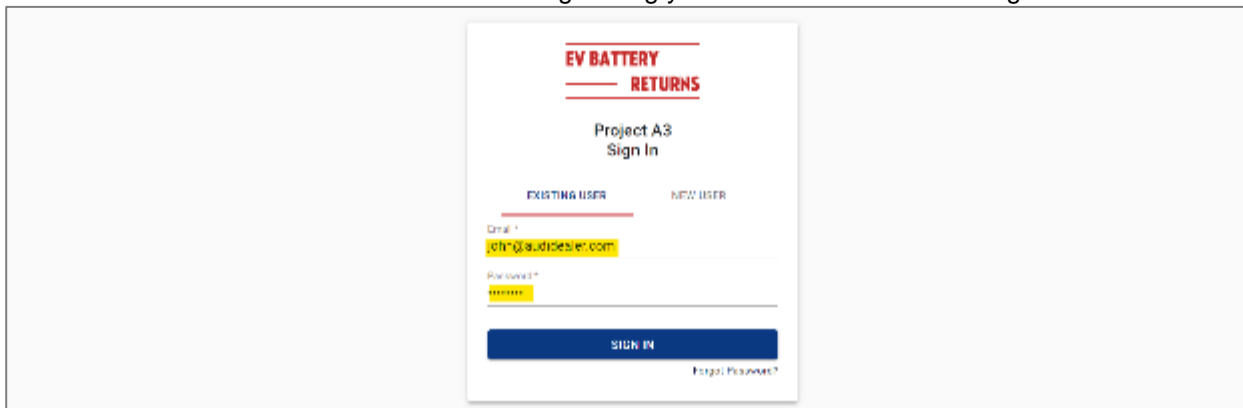 EV BATTERY
RETURNS
Project A3
Sign In
EXISTING USER NEW USER
Email *
john@audidealer.com
Password *
********
SIGN IN
Forgot Password?